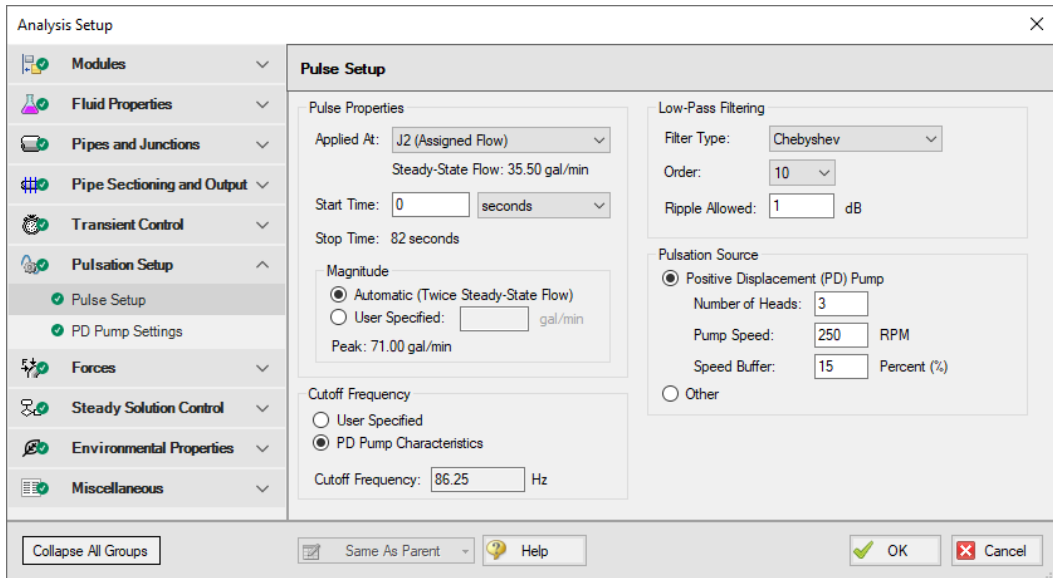 Analysis Setup
Modules
Fluid Properties
Pipes and Junctions
Pipe Sectioning and Output
Transient Control
Pulsation Setup
Pulse Setup
PD Pump Settings
Forces
Steady Solution Control
Environmental Properties
Miscellaneous
Pulse Setup
Pulse Properties
Applied At: J2 (Assigned Flow)
Steady-State Flow: 35.50 gal/min
Start Time: 0 seconds
Stop Time: 82 seconds
Magnitude
Automatic (Twice Steady-State Flow)
User Specified: gal/min
Peak: 71.00 gal/min
Cutoff Frequency
User Specified
PD Pump Characteristics
Cutoff Frequency: 86.25 Hz
Low-Pass Filtering
Filter Type: Chebyshev
Order: 10
Ripple Allowed: 1 dB
Pulsation Source
Positive Displacement (PD) Pump
Number of Heads: 3
Pump Speed: 250 RPM
Speed Buffer: 15 Percent (%)
Other
Collapse All Groups Same As Parent Help OK Cancel